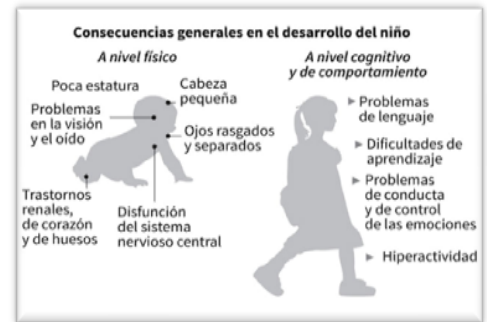 Consecuencias generales en el desarrollo del niño
A nivel físico
Poca estatura
Cabeza
pequeña
Problemas
en la visión
y el oído
Ojos rasgados
y separados
Trastornos
renales,
de corazón
y de huesos
Disfunción
del sistema
nervioso central
A nivel cognitivo
y de comportamiento
Problemas
de lenguaje
Dificultades de
aprendizaje
Problemas
de conducta
y de control
de las emociones
Hiperactividad